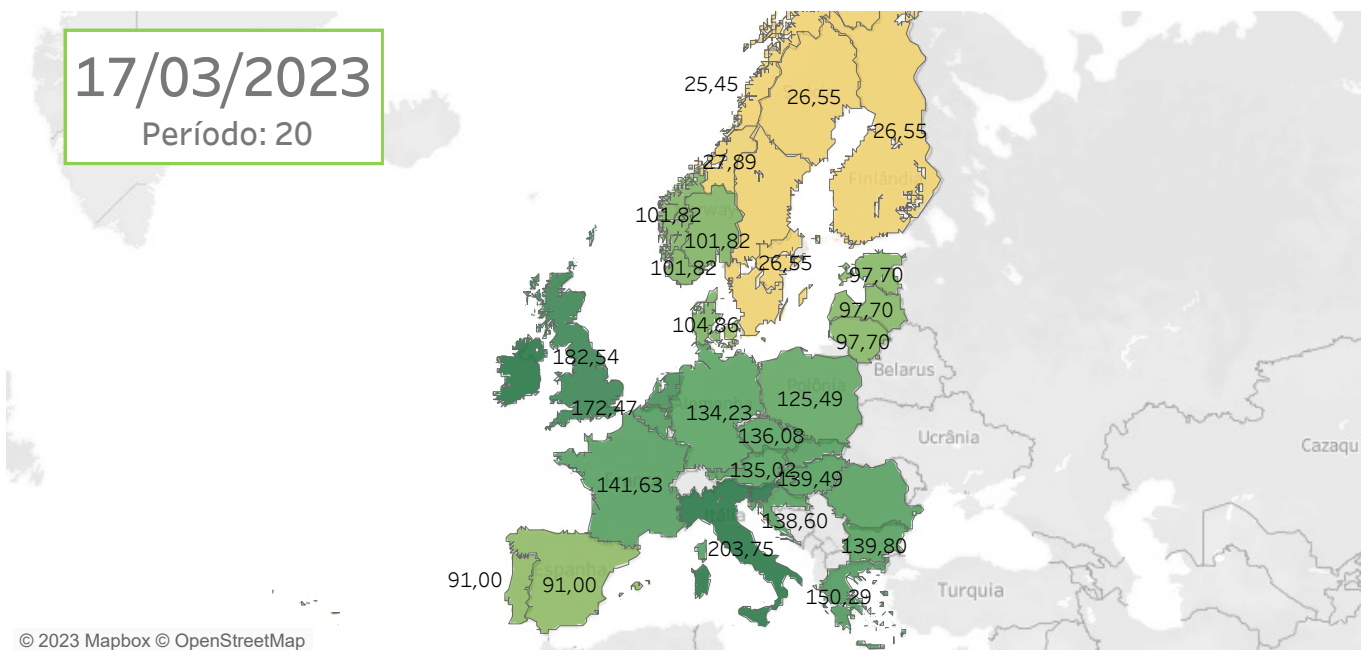 17/03/2023
Período: 20
25,45
26,55
26,55
27,89
Finlândia
101,82
101,82
101,82
26,55
97,70
97,70
97,70
104,86
182,54
172,47
Belarus
Polônia
125,49
134,23
136,08
Ucrânia
Cazaqu
135,02
139,49
141,63
Itália
138,60
203,75
139,80
Espanha
91,00
91,00
150,29
Turquia
© 2023 Mapbox © OpenStreetMap